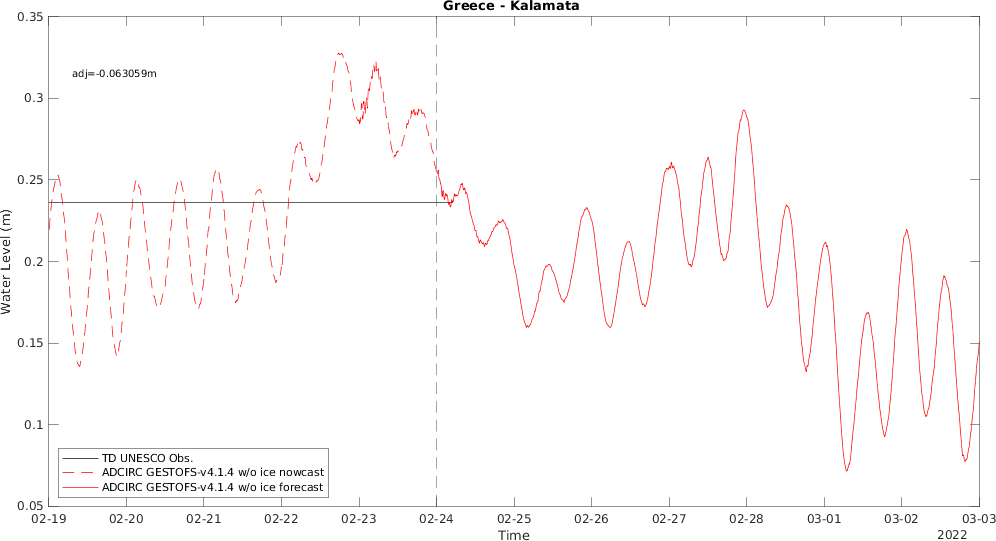 Greece - Kalamata
adj=-0.063059m
Water Level (m)
0.35
0.3
0.25
0.2
0.15
0.1
0.05
TD UNESCO Obs.
ADCIRC GESTOFS-v4.1.4 w/o ice nowcast
ADCIRC GESTOFS-v4.1.4 w/o ice forecast
02-19 02-20 02-21 02-22 02-23 02-24 02-25 02-26 02-27 02-28 03-01 03-02 03-03
Time
2022